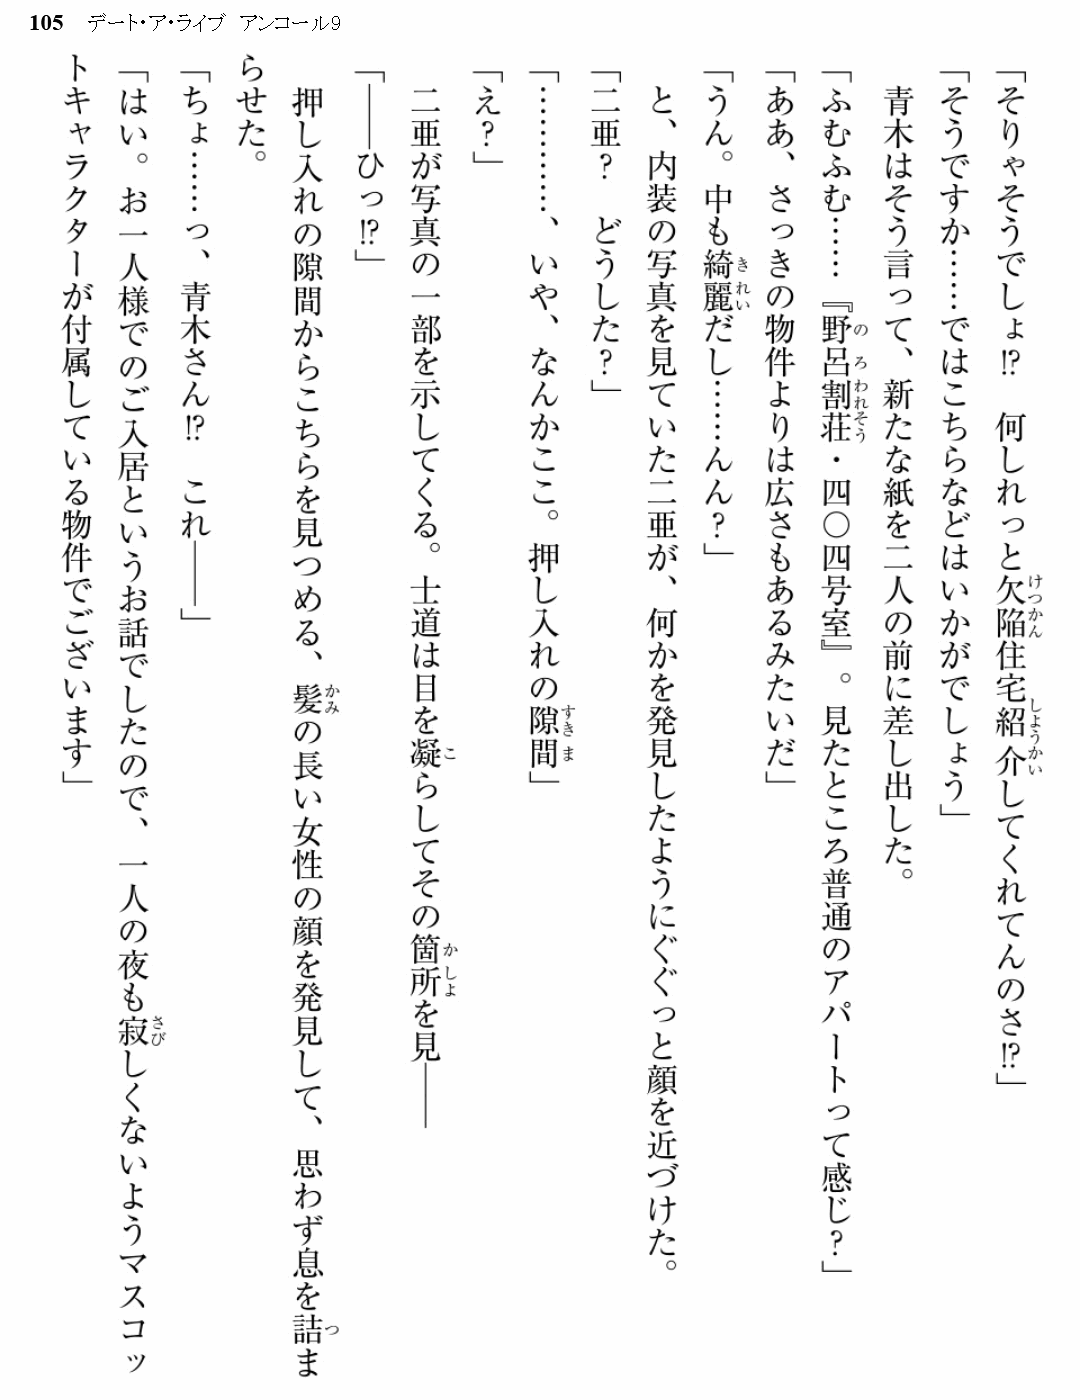 105　デート・ア・ライブ　アンコール9
「そりゃそうでしょ⁉　何しれっと欠陥住宅紹介してくれてんのさ⁉」
「そうですか……ではこちらなどはいかがでしょう」
　青木はそう言って、新たな紙を二人の前に差し出した。
「ふむふむ……『野呂割荘・四〇四号室』。見たところ普通のアパートって感じ？」
「ああ、さっきの物件よりは広さもあるみたいだ」
「うん。中も綺麗だし……んん？」
　と、内装の写真を見ていた二亜が、何かを発見したようにぐぐっと顔を近づけた。
「二亜？　どうした？」
「…………、いや、なんかここ。押し入れの隙間」
「え？」
　二亜が写真の一部を示してくる。士道は目を凝らしてその箇所を見――
「――ひっ⁉」
　押し入れの隙間からこちらを見つめる、髪の長い女性の顔を発見して、思わず息を詰ま
らせた。
「ちょ……っ、青木さん⁉　これ――」
「はい。お一人様でのご入居というお話でしたので、一人の夜も寂しくないようマスコッ
トキャラクターが付属している物件でございます」